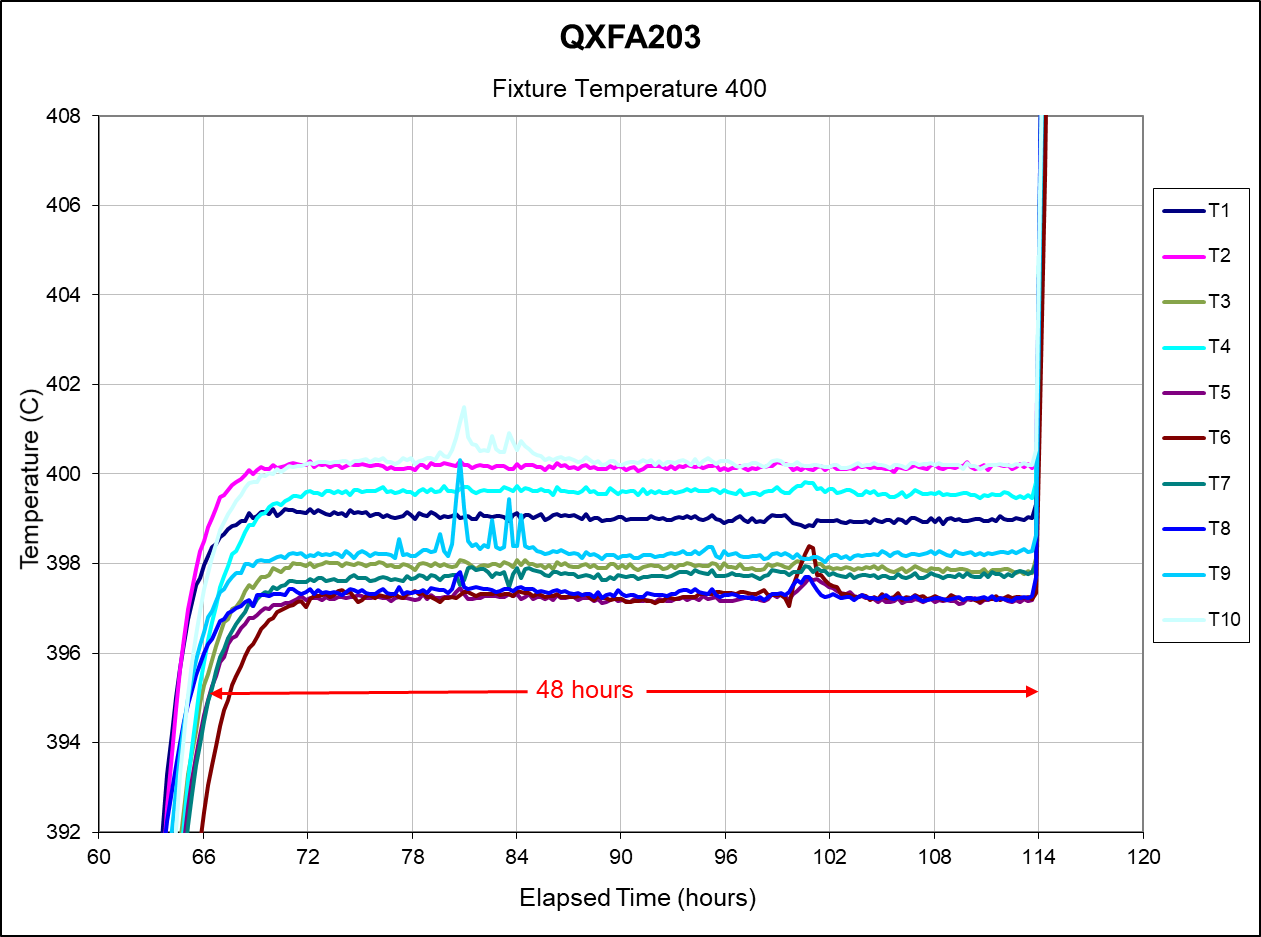 QXFA203
Fixture Temperature 400
408
406
404
402
400
398
396
394
392
Temperature (C)
60 66 72 78 84 90 96 102 108 114 120
Elapsed Time (hours)
48 hours
T1
T2
T3
T4
T5
T6
T7
T8
T9
T10